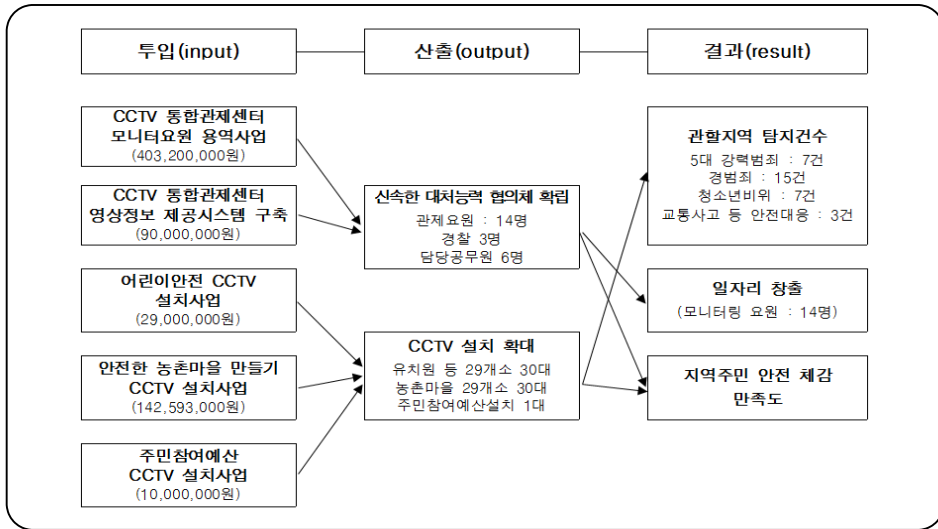 투입(input)
산출(output)
결과(result)
CCTV 통합관제센터
모니터요원 용역사업
(403,200,000원)
CCTV 통합관제센터
영상정보 제공시스템 구축
(90,000,000원)
어린이안전 CCTV
설치사업
(29,000,000원)
안전한 농촌마을 만들기
CCTV 설치사업
(142,593,000원)
주민참여예산
CCTV 설치사업
(10,000,000원)
신속한 대처능력 협의체 확립
관제요원 : 14명
경찰 3명
담당공무원 6명
CCTV 설치 확대
유치원 등 29개소 30대
농촌마을 29개소 30대
주민참여예산설치 1대
관할지역 탐지건수
5대 강력범죄 : 7건
경범죄 : 15건
청소년비위 : 7건
교통사고 등 안전대응 : 3건
일자리 창출
(모니터링 요원 : 14명)
지역주민 안전 체감
만족도